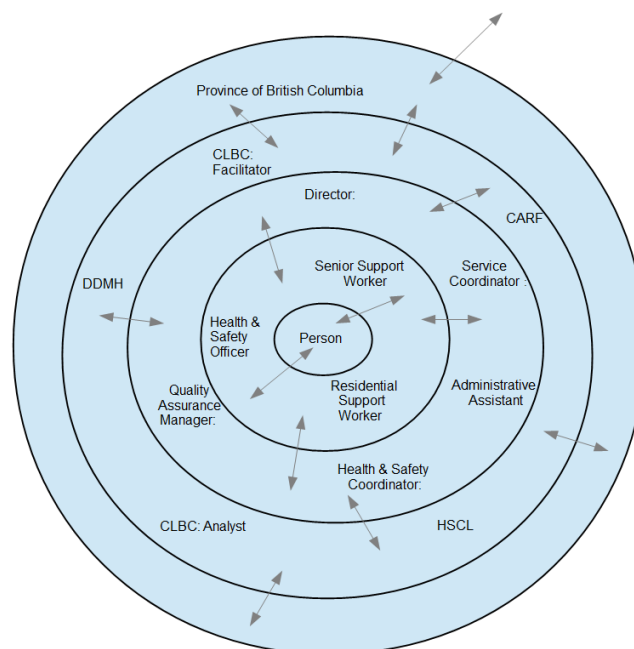 Province of British Columbia
CLBC:
Facilitator
Director:
CARF
Senior Support
Worker
Service
Coordinator :
DDMH
Health &
Safety
Officer
Person
Quality
Assurance
Manager:
Residential
Support
Worker
Administrative
Assistant
Health & Safety
Coordinator:
CLBC: Analyst
HSCL